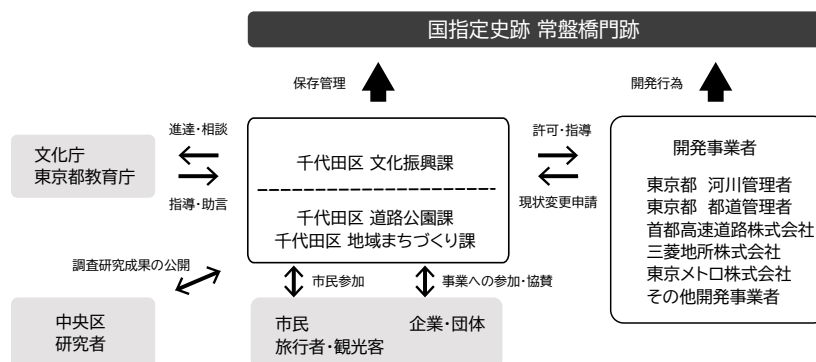 国指定史跡 常盤橋門跡
保存管理
開発行為
進達・相談
許可・指導
文化庁
東京都教育庁
千代田区 文化振興課
千代田区 道路公園課
千代田区 地域まちづくり課
指導・助言
現状変更申請
開発事業者
東京都 河川管理者
東京都 都道管理者
首都高速道路株式会社
三菱地所株式会社
東京メトロ株式会社
その他開発事業者
調査研究成果の公開
市民参加
事業への参加・協賛
中央区
研究者
市民
旅行者・観光客
企業・団体